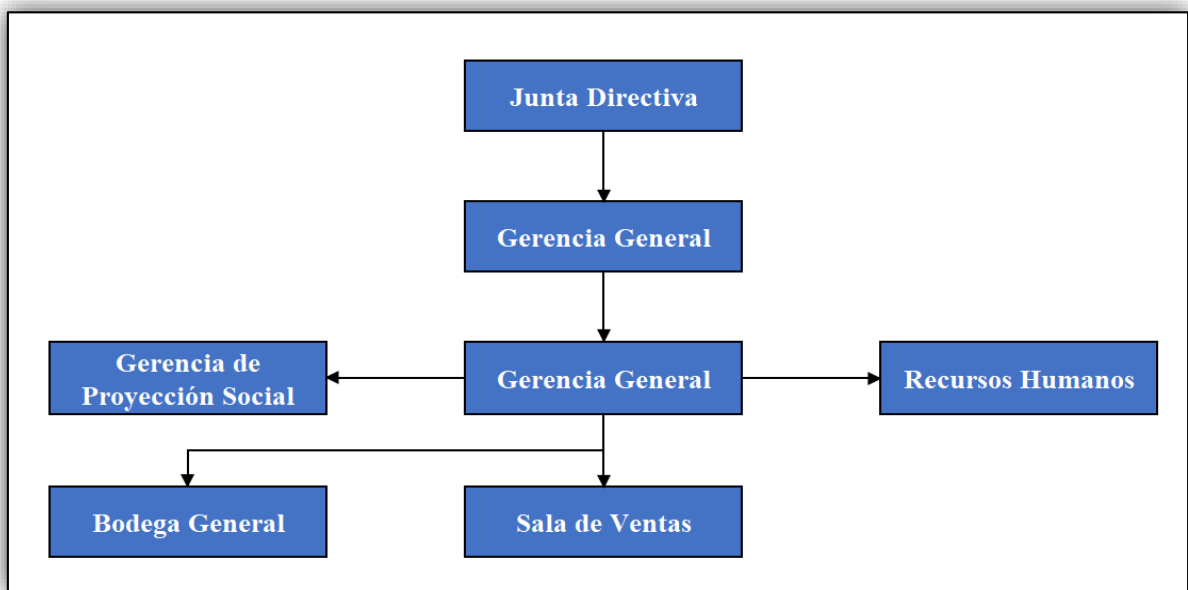 Junta Directiva
Gerencia General
Gerencia de
Proyección Social
Gerencia General
Recursos Humanos
Bodega General
Sala de Ventas